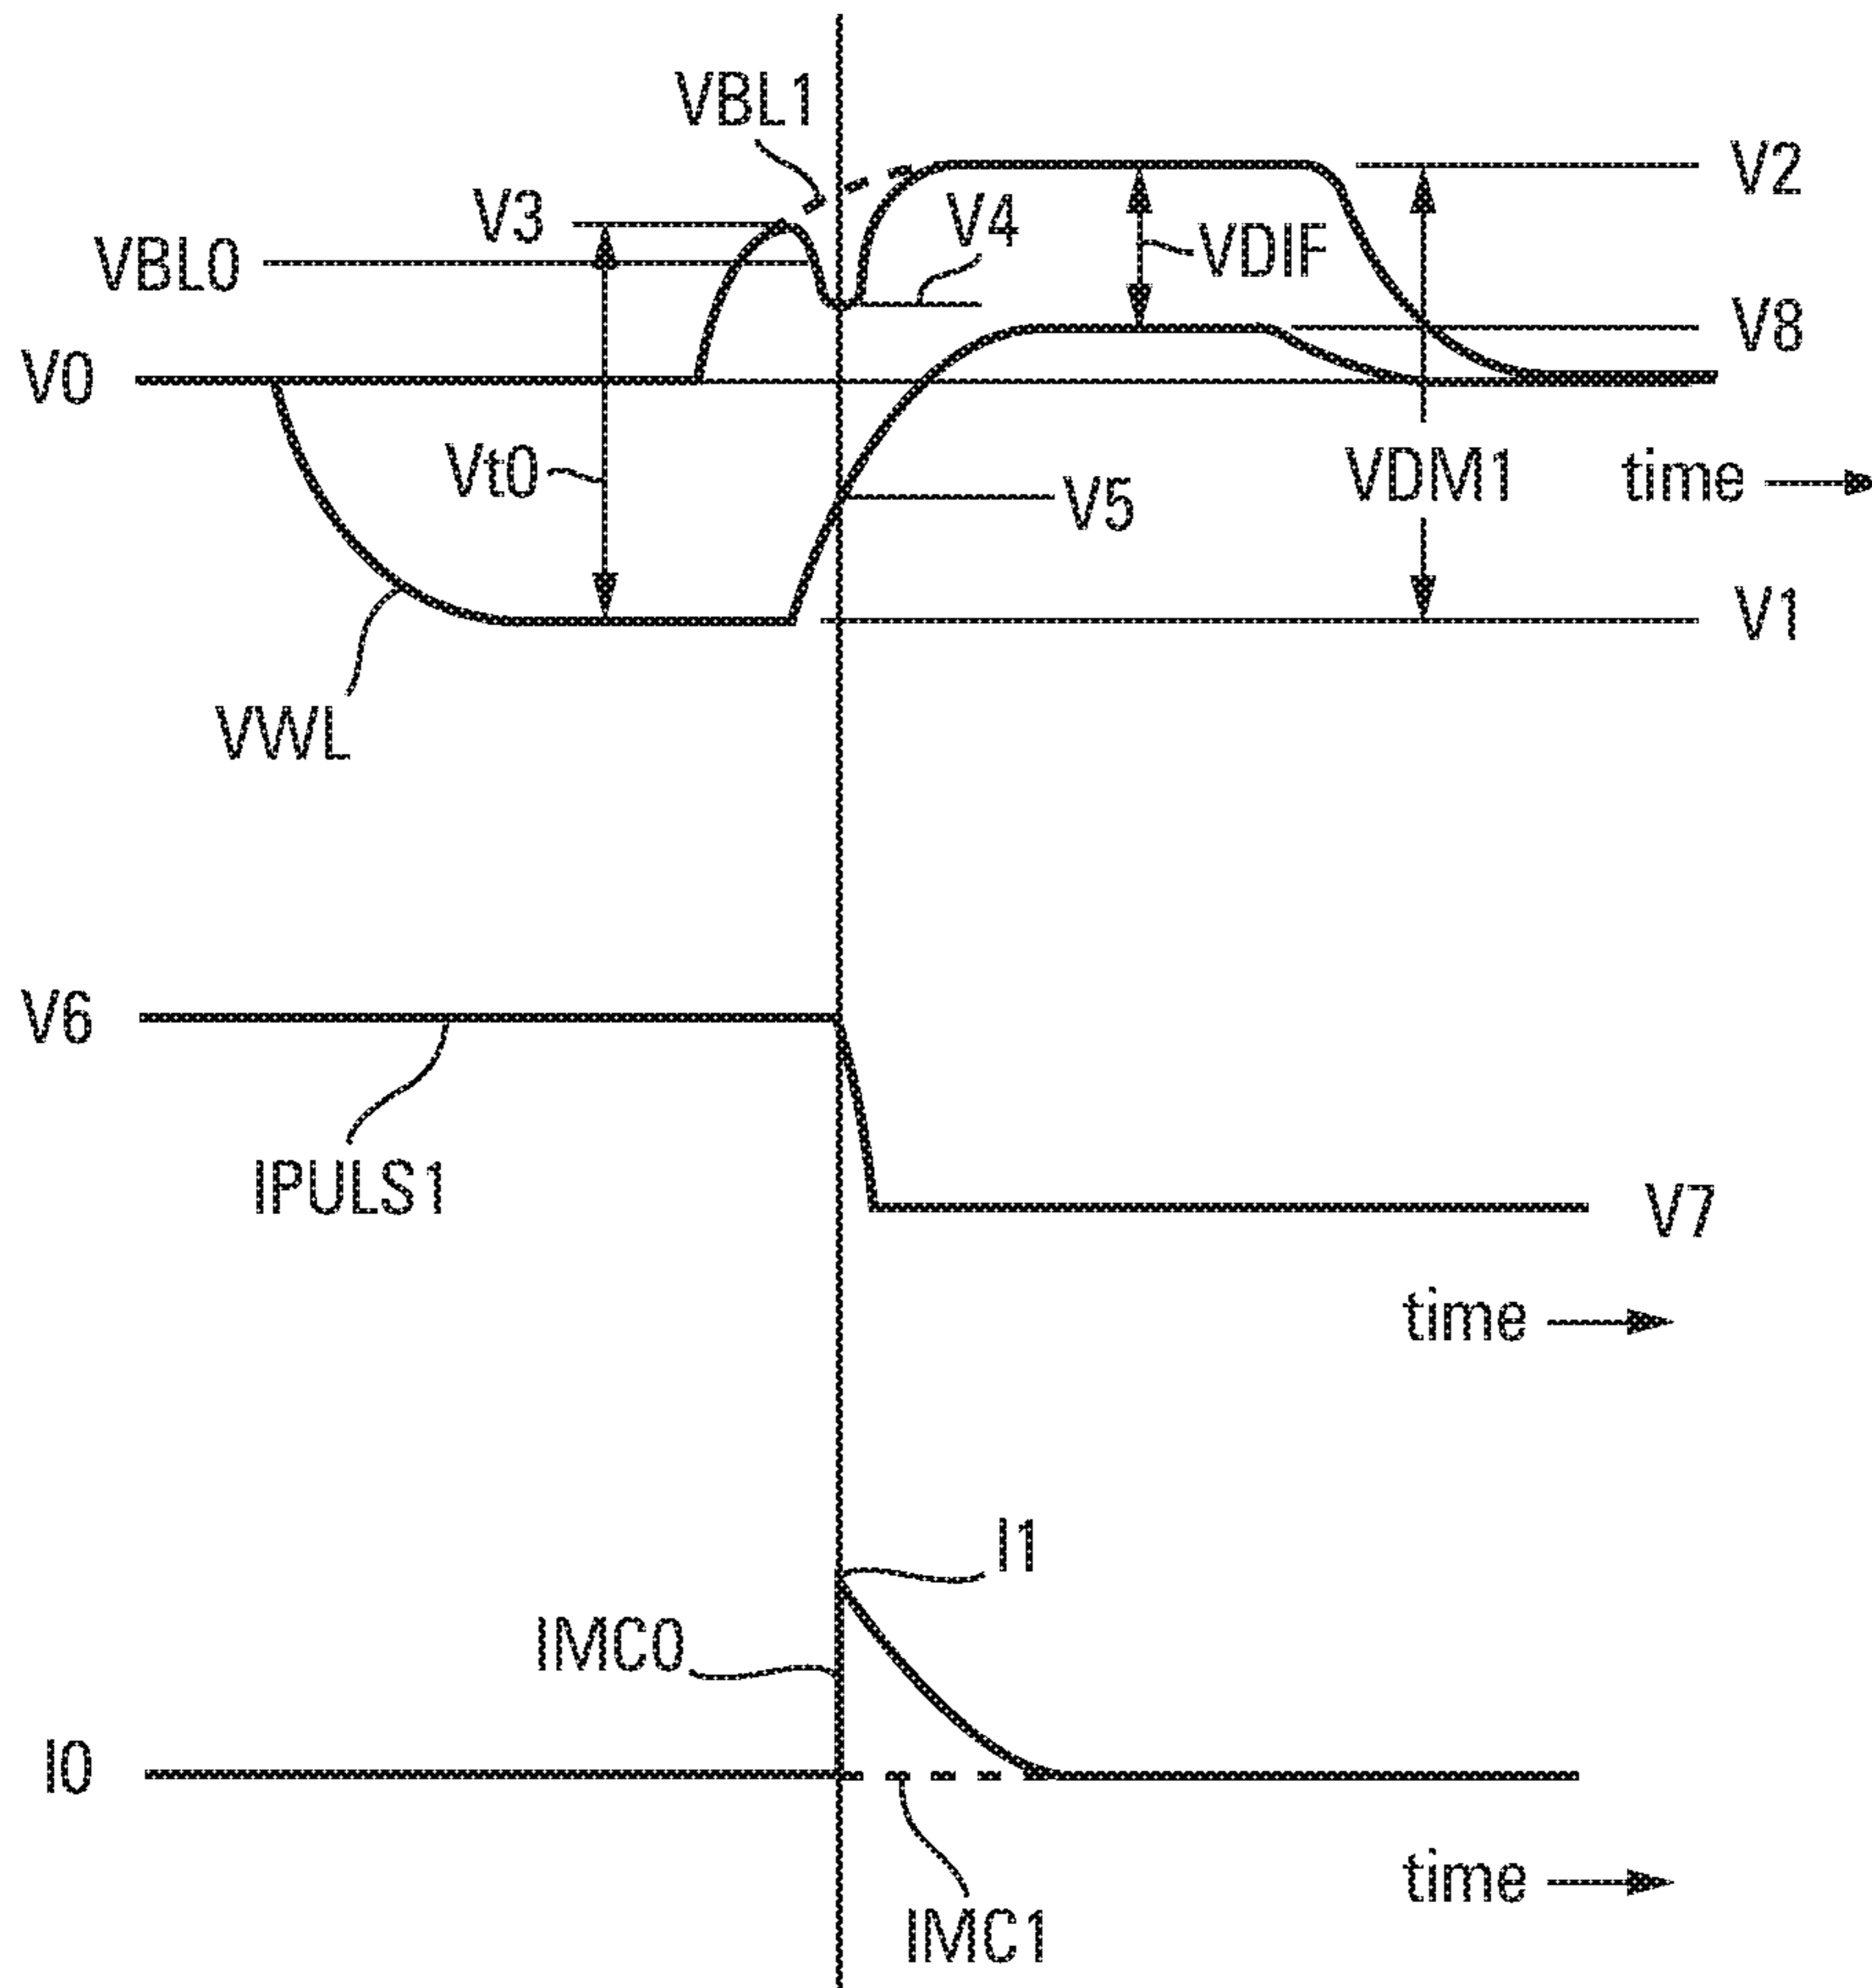 VBL1
V2
V3
V4
VBL0
VDIF
V8
V0
Vt0
VDM1
time
V5
V1
VWL
V6
IPULS1
V7
time
I1
IMC0
I0
time
IMC1